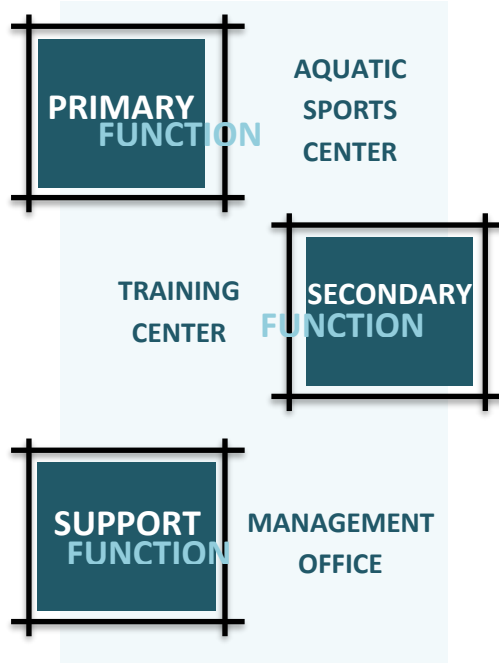 PRIMARY
FUNCTION
AQUATIC
SPORTS
CENTER
TRAINING
CENTER
SECONDARY
FUNCTION
SUPPORT
FUNCTION
MANAGEMENT
OFFICE